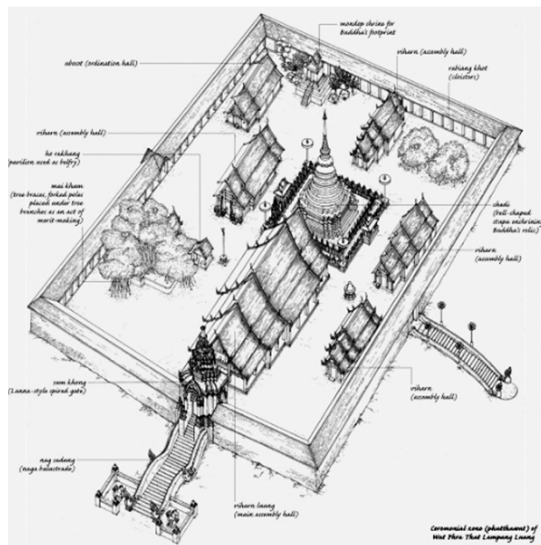 mondop shrine for
Buddha's footprint
ubost (ordination hall)
viharn (assembly hall)
rabiang khot
(cloisters)
viharn (assembly hall)
ho rakhang
(pavilion used as belfry)
mai kham
(tree-braces, forked poles
placed under tree
branches as an act of
merit-making)
chedi
(bell-shaped
stupa enshrining
Buddha's relic)
viharn
(assembly hall)
sum khong
(Lanna-style spired gate)
viharn
(assembly hall)
nag sadung
(naga balustrade)
viharn luang
(main assembly hall)
Ceremonial zone (phutthawat) of
Wat Phra That Lampang Luang